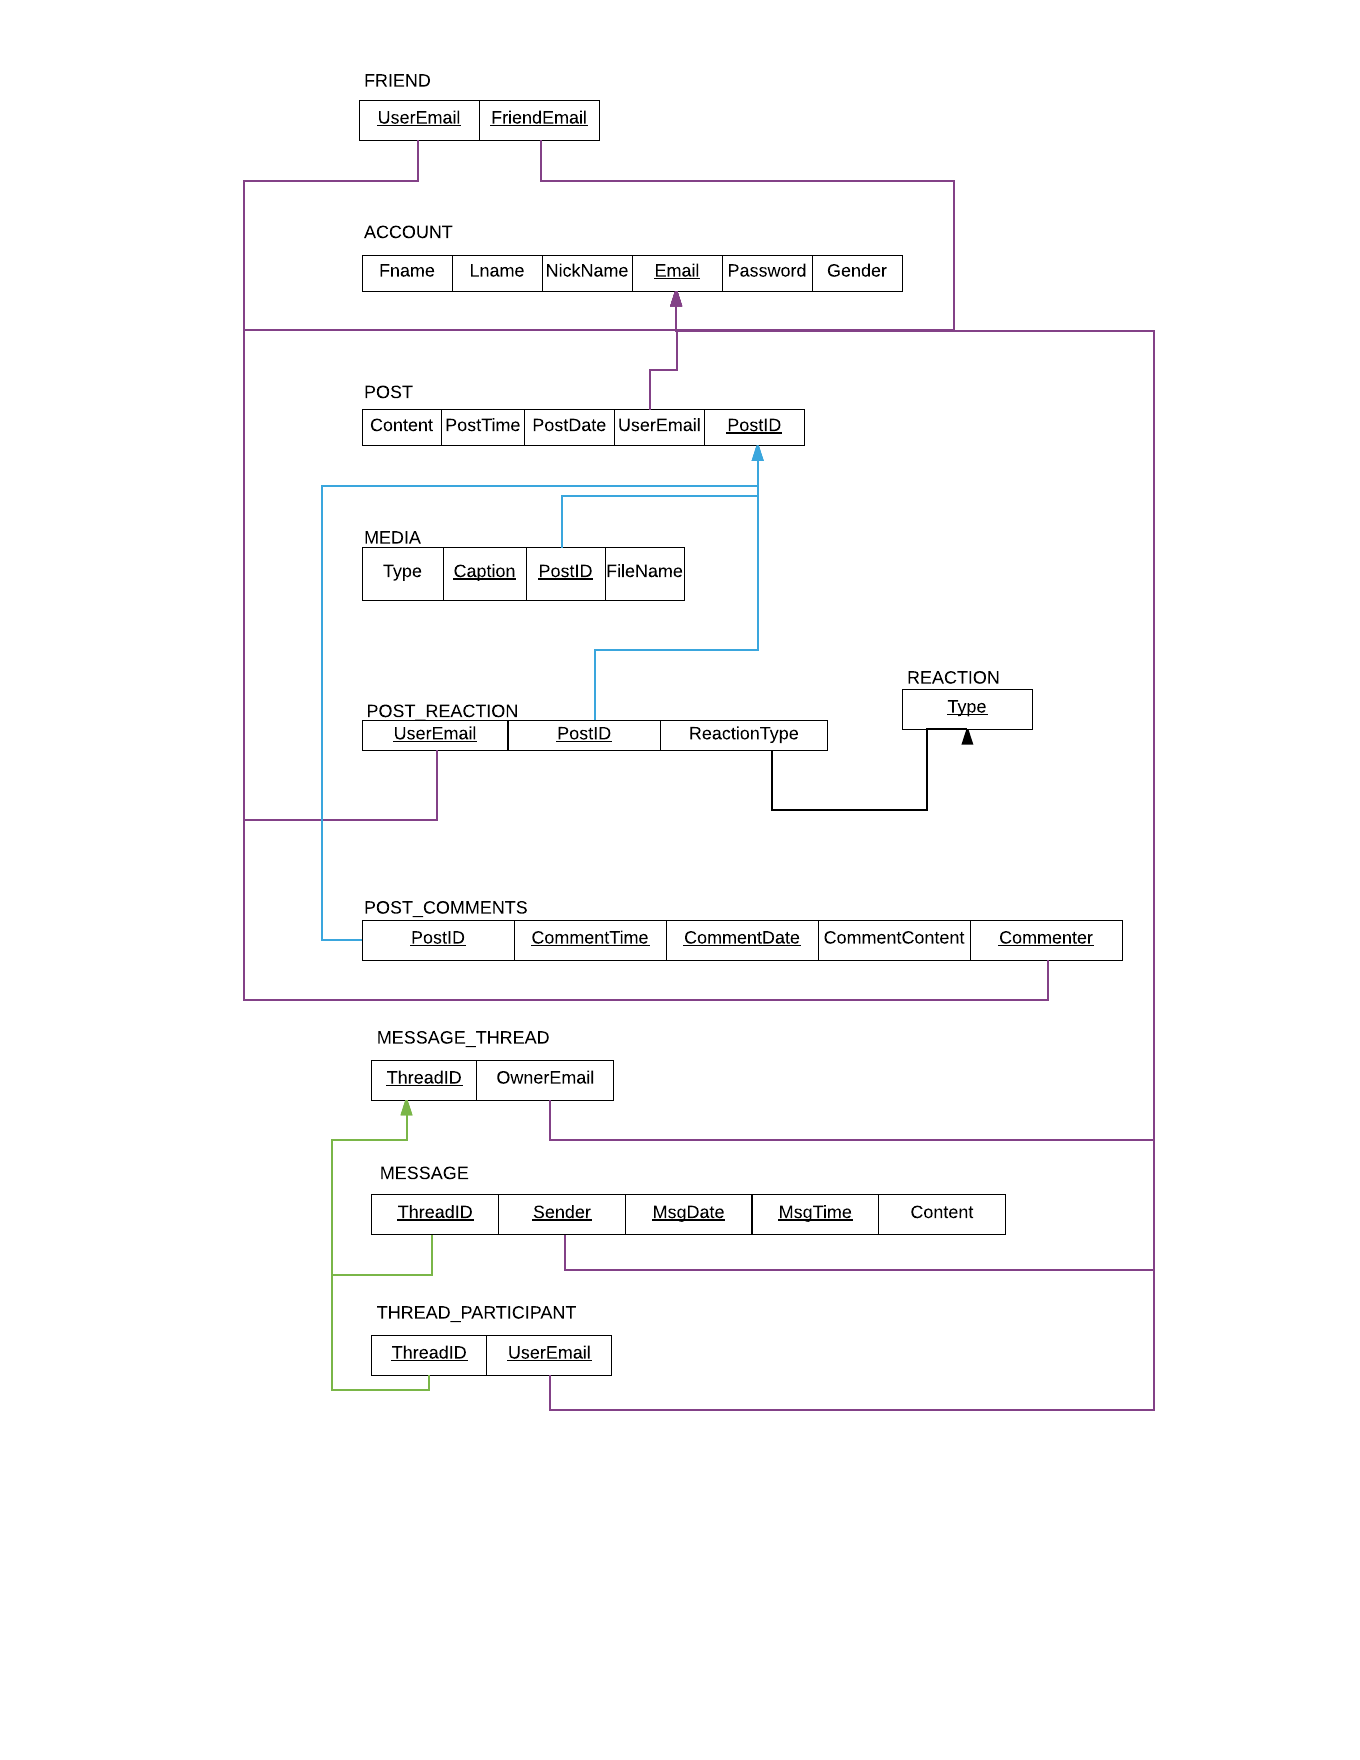 FRIEND
UserEmail FriendEmail
ACCOUNT
Fname Lname NickName Email Password Gender
POST
Content PostTime PostDate UserEmail PostID
MEDIA
Type Caption PostID FileName
REACTION
Type
POST_REACTION
UserEmail PostID ReactionType
POST_COMMENTS
PostID CommentTime CommentDate CommentContent Commenter
MESSAGE_THREAD
ThreadID OwnerEmail
MESSAGE
ThreadID Sender MsgDate MsgTime Content
THREAD_PARTICIPANT
ThreadID UserEmail